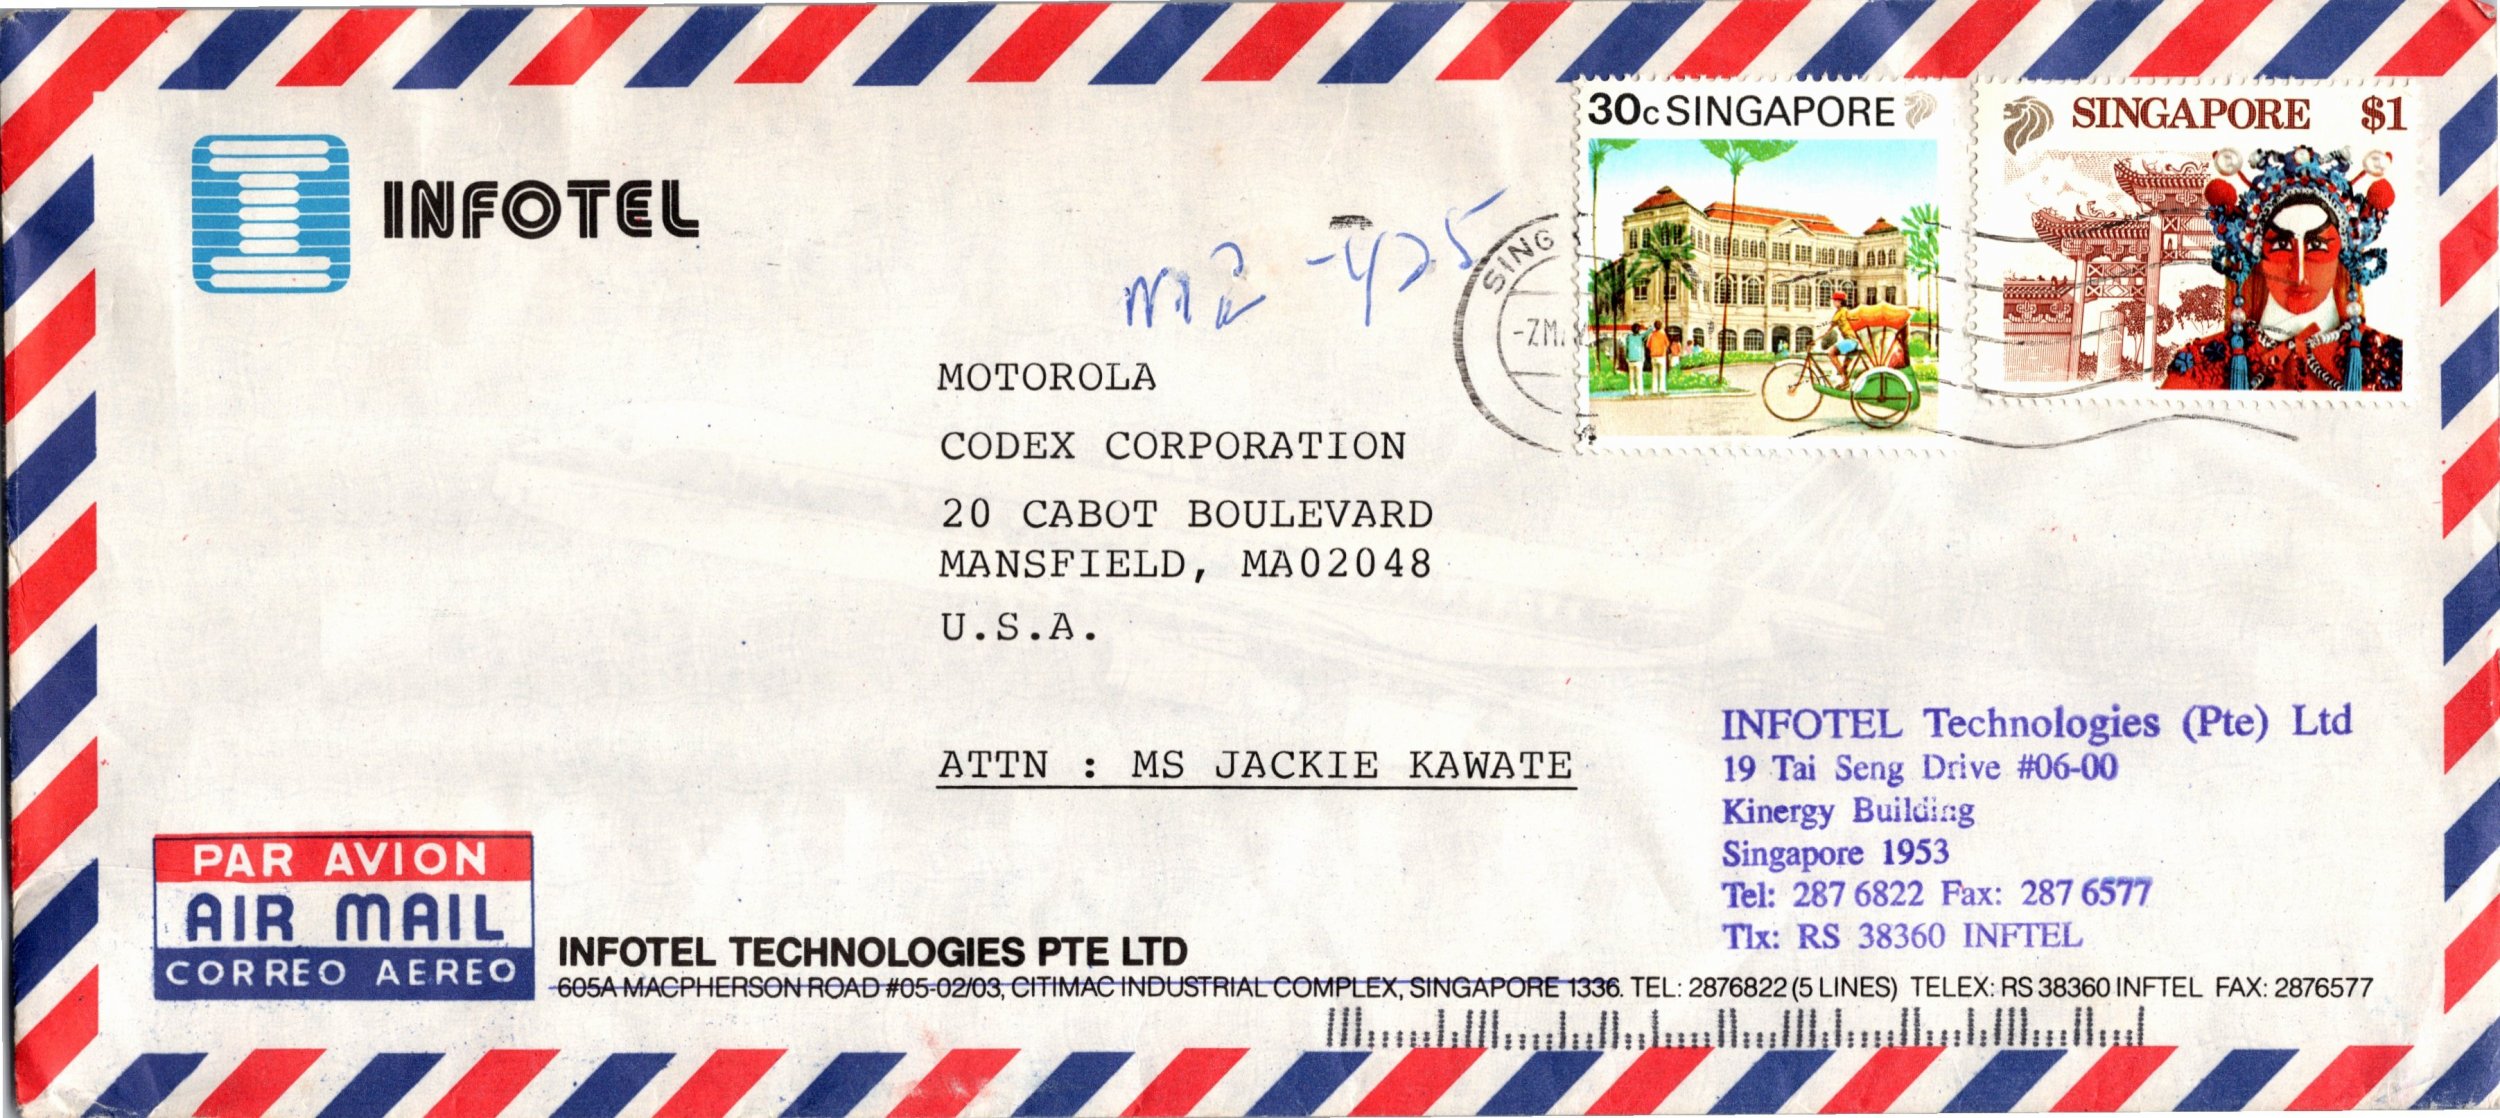 INFOTEL
30c SINGAPORE
SINGAPORE $1
SING
MOTOROLA
CODEX CORPORATION
20 CABOT BOULEVARD
MANSFIELD, MA02048
U.S.A.
ATTN : MS JACKIE KAWATE
INFOTEL Technologies (Pte) Ltd
19 Tai Seng Drive #06-00
Kinergy Building
Singapore 1953
Tel: 287 6822 Fax: 287 6577
Tlx: RS 38360 INFTEL
PAR AVION
AIR MAIL
CORREO AEREO
INFOTEL TECHNOLOGIES PTE LTD
605A MACPHERSON ROAD #05-02/03, CITIMAC INDUSTRIAL COMPLEX, SINGAPORE 1336. TEL: 2876822 (5 LINES) TELEX: RS 38360 INFTEL FAX: 2876577